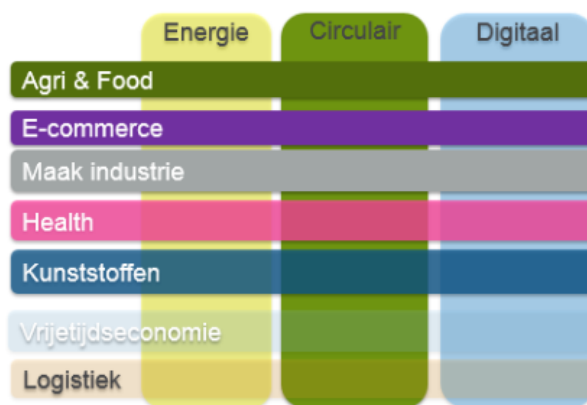 Energie Circulair Digitaal
Agri & Food
E-commerce
Maak industrie
Health
Kunststoffen
Vrijetijdseconomie
Logistiek